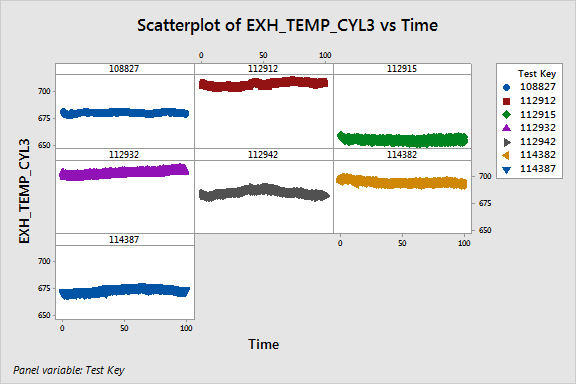 Scatterplot of EXH_TEMP_CYL3 vs Time
0 50 100
108827 112912 112915
700
675
650
112932 112942 114382
700
675
650
114387
700
675
650
0 50 100
0 50 100
EXH_TEMP_CYL3
Time
Test Key
108827
112912
112915
112932
112942
114382
114387
Panel variable: Test Key